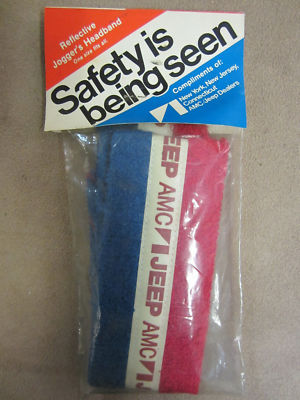 Reflective
Jogger's Headband
One size fits all.
Safety is
being seen
Compliments of:
New York, New Jersey,
Connecticut
AMC/Jeep Dealers
JEEP AMC JEEP AMC